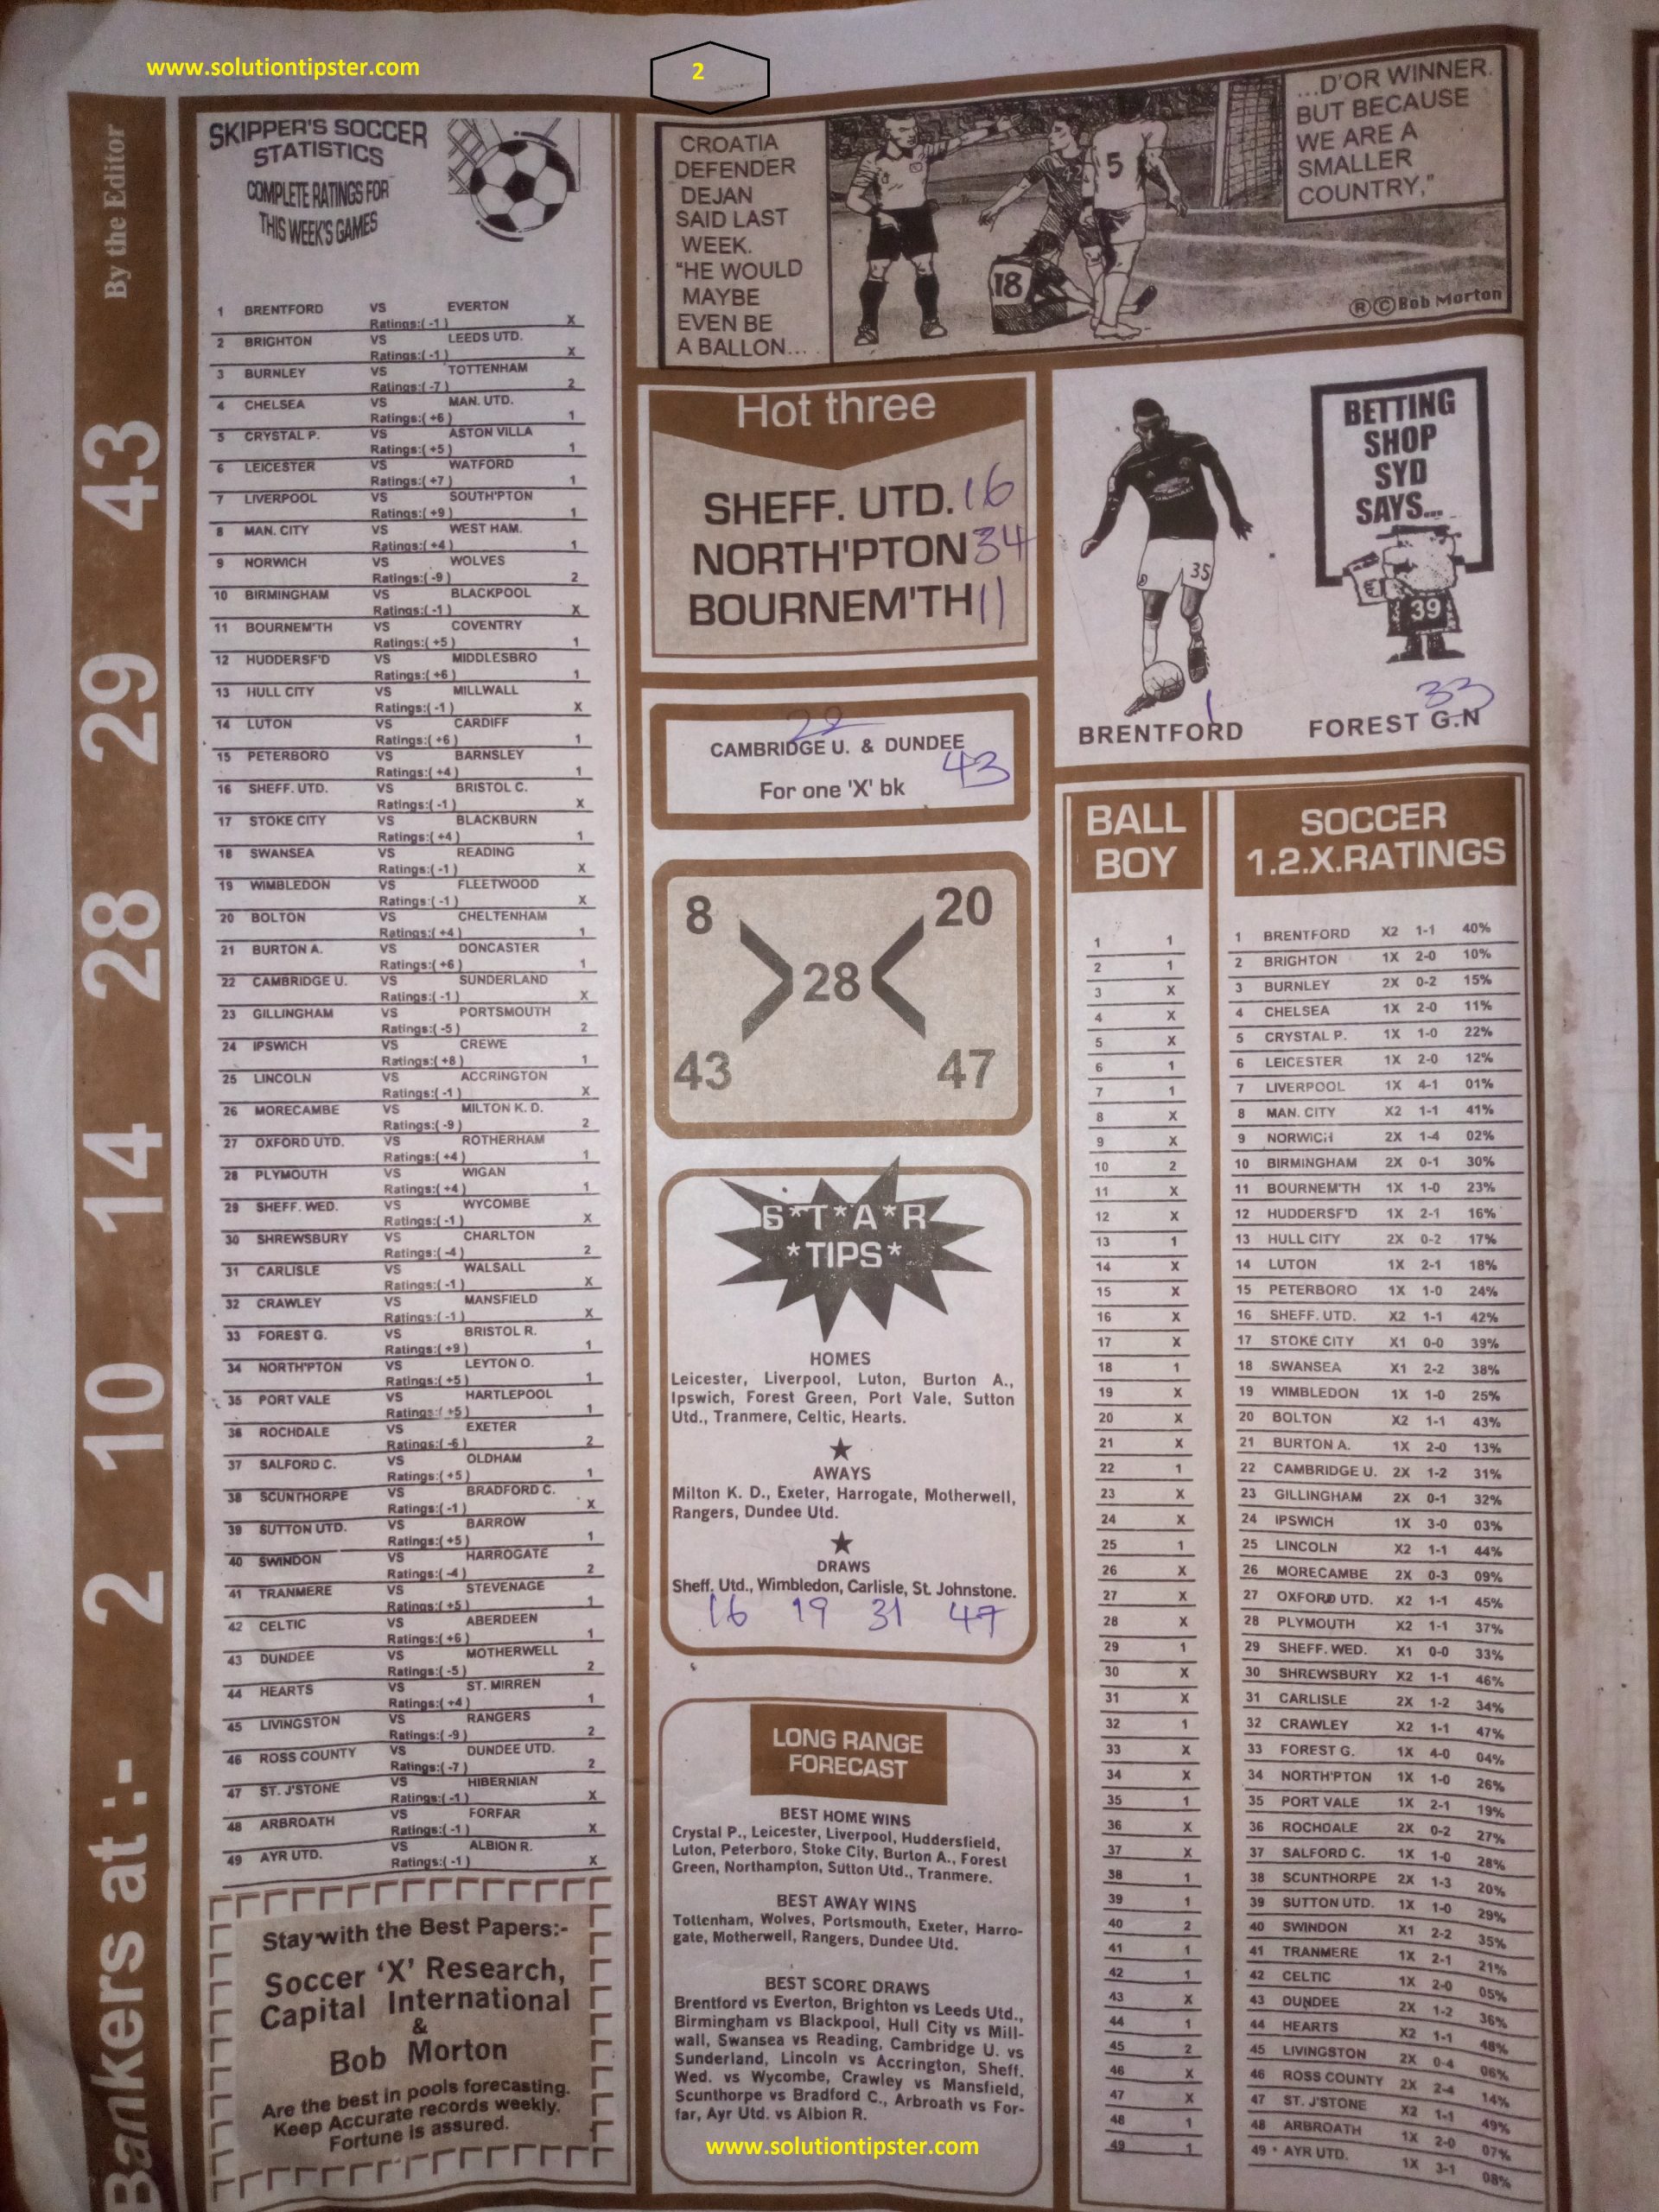 www.solutiontipster.com
2
Bankers at :- 2 10 14 28 29 43 By the Editor
SKIPPER'S SOCCER
STATISTICS
COMPLETE RATINGS FOR
THIS WEEK'S GAMES
1 BRENTFORD VS EVERTON
Ratings:( -1 ) X
2 BRIGHTON VS LEEDS UTD.
Ratings:( -1 ) X
3 BURNLEY VS TOTTENHAM
Ratings:( -7 ) 2
4 CHELSEA VS MAN. UTD.
Ratings:( +6 ) 1
5 CRYSTAL P. VS ASTON VILLA
Ratings:( +5 ) 1
6 LEICESTER VS WATFORD
Ratings:( +7 ) 1
7 LIVERPOOL VS SOUTH'PTON
Ratings:( +9 ) 1
8 MAN. CITY VS WEST HAM.
Ratings:( +4 ) 1
9 NORWICH VS WOLVES
Ratings:( -9 ) 2
10 BIRMINGHAM VS BLACKPOOL
Ratings:( -1 ) X
11 BOURNEM'TH VS COVENTRY
Ratings:( +5 ) 1
12 HUDDERSF'D VS MIDDLESBRO
Ratings:( +6 ) 1
13 HULL CITY VS MILLWALL
Ratings:( -1 ) X
14 LUTON VS CARDIFF
Ratings:( +6 ) 1
15 PETERBORO VS BARNSLEY
Ratings:( +4 ) 1
16 SHEFF. UTD. VS BRISTOL C.
Ratings:( -1 ) X
17 STOKE CITY VS BLACKBURN
Ratings:( +4 ) 1
18 SWANSEA VS READING
Ratings:( -1 ) X
19 WIMBLEDON VS FLEETWOOD
Ratings:( -1 ) X
20 BOLTON VS CHELTENHAM
Ratings:( +4 ) 1
21 BURTON A. VS DONCASTER
Ratings:( +6 ) 1
22 CAMBRIDGE U. VS SUNDERLAND
Ratings:( -1 ) X
23 GILLINGHAM VS PORTSMOUTH
Ratings:( -5 ) 2
24 IPSWICH VS CREWE
Ratings:( +8 ) 1
25 LINCOLN VS ACCRINGTON
Ratings:( -1 ) X
26 MORECAMBE VS MILTON K. D.
Ratings:( -9 ) 2
27 OXFORD UTD. VS ROTHERHAM
Ratings:( +4 ) 1
28 PLYMOUTH VS WIGAN
Ratings:( +4 ) 1
29 SHEFF. WED. VS WYCOMBE
Ratings:( -1 ) X
30 SHREWSBURY VS CHARLTON
Ratings:( -4 ) 2
31 CARLISLE VS WALSALL
Ratings:( -1 ) X
32 CRAWLEY VS MANSFIELD
Ratings:( -1 ) X
33 FOREST G. VS BRISTOL R.
Ratings:( +9 ) 1
34 NORTH'PTON VS LEYTON O.
Ratings:( +5 ) 1
35 PORT VALE VS HARTLEPOOL
Ratings:( +5 ) 1
36 ROCHDALE VS EXETER
Ratings:( -6 ) 2
37 SALFORD C. VS OLDHAM
Ratings:( +5 ) 1
38 SCUNTHORPE VS BRADFORD C.
Ratings:( -1 ) X
39 SUTTON UTD. VS BARROW
Ratings:( +5 ) 1
40 SWINDON VS HARROGATE
Ratings:( -4 ) 2
41 TRANMERE VS STEVENAGE
Ratings:( +5 ) 1
42 CELTIC VS ABERDEEN
Ratings:( +6 ) 1
43 DUNDEE VS MOTHERWELL
Ratings:( -5 ) 2
44 HEARTS VS ST. MIRREN
Ratings:( +4 ) 1
45 LIVINGSTON VS RANGERS
Ratings:( -9 ) 2
46 ROSS COUNTY VS DUNDEE UTD.
Ratings:( -7 ) 2
47 ST. J'STONE VS HIBERNIAN
Ratings:( -1 ) X
48 ARBROATH VS FORFAR
Ratings:( -1 ) X
49 AYR UTD. VS ALBION R.
Ratings:( -1 ) X
Stay with the Best Papers:-
Soccer 'X' Research,
Capital International
&
Bob Morton
Are the best in pools forecasting.
Keep Accurate records weekly.
Fortune is assured.
CROATIA
DEFENDER
DEJAN
SAID LAST
WEEK.
"HE WOULD
MAYBE
EVEN BE
A BALLON...
5
18
...D'OR WINNER.
BUT BECAUSE
WE ARE A
SMALLER
COUNTRY,"
®©Bob Morton
Hot three
SHEFF. UTD. 16
NORTH'PTON 34
BOURNEM'TH 11
22
CAMBRIDGE U. & DUNDEE
43
For one 'X' bk
8 20
28
43 47
S*T*A*R
*TIPS*
HOMES
Leicester, Liverpool, Luton, Burton A.,
Ipswich, Forest Green, Port Vale, Sutton
Utd., Tranmere, Celtic, Hearts.
AWAYS
Milton K. D., Exeter, Harrogate, Motherwell,
Rangers, Dundee Utd.
DRAWS
Sheff. Utd., Wimbledon, Carlisle, St. Johnstone.
16 19 31 47
LONG RANGE
FORECAST
BEST HOME WINS
Crystal P., Leicester, Liverpool, Huddersfield,
Luton, Peterboro, Stoke City, Burton A., Forest
Green, Northampton, Sutton Utd., Tranmere.
BEST AWAY WINS
Tottenham, Wolves, Portsmouth, Exeter, Harro-
gate, Motherwell, Rangers, Dundee Utd.
BEST SCORE DRAWS
Brentford vs Everton, Brighton vs Leeds Utd.,
Birmingham vs Blackpool, Hull City vs Mill-
wall, Swansea vs Reading, Cambridge U. vs
Sunderland, Lincoln vs Accrington, Sheff.
Wed. vs Wycombe, Crawley vs Mansfield,
Scunthorpe vs Bradford C., Arbroath vs For-
far, Ayr Utd. vs Albion R.
www.solutiontipster.com
35
1
BRENTFORD
BETTING
SHOP
SYD
SAYS...
39
33
FOREST G.N
BALL
BOY
1 1
2 1
3 X
4 X
5 X
6 1
7 1
8 X
9 X
10 2
11 X
12 X
13 1
14 X
15 X
16 X
17 X
18 1
19 X
20 X
21 X
22 1
23 X
24 X
25 1
26 X
27 X
28 X
29 1
30 X
31 X
32 1
33 X
34 X
35 1
36 X
37 X
38 1
39 1
40 2
41 1
42 1
43 X
44 1
45 2
46 X
47 X
48 1
49 1
SOCCER
1.2.X.RATINGS
1 BRENTFORD X2 1-1 40%
2 BRIGHTON 1X 2-0 10%
3 BURNLEY 2X 0-2 15%
4 CHELSEA 1X 2-0 11%
5 CRYSTAL P. 1X 1-0 22%
6 LEICESTER 1X 2-0 12%
7 LIVERPOOL 1X 4-1 01%
8 MAN. CITY X2 1-1 41%
9 NORWICH 2X 1-4 02%
10 BIRMINGHAM 2X 0-1 30%
11 BOURNEM'TH 1X 1-0 23%
12 HUDDERSF'D 1X 2-1 16%
13 HULL CITY 2X 0-2 17%
14 LUTON 1X 2-1 18%
15 PETERBORO 1X 1-0 24%
16 SHEFF. UTD. X2 1-1 42%
17 STOKE CITY X1 0-0 39%
18 SWANSEA X1 2-2 38%
19 WIMBLEDON 1X 1-0 25%
20 BOLTON X2 1-1 43%
21 BURTON A. 1X 2-0 13%
22 CAMBRIDGE U. 2X 1-2 31%
23 GILLINGHAM 2X 0-1 32%
24 IPSWICH 1X 3-0 03%
25 LINCOLN X2 1-1 44%
26 MORECAMBE 2X 0-3 09%
27 OXFORD UTD. X2 1-1 45%
28 PLYMOUTH X2 1-1 37%
29 SHEFF. WED. X1 0-0 33%
30 SHREWSBURY X2 1-1 46%
31 CARLISLE 2X 1-2 34%
32 CRAWLEY X2 1-1 47%
33 FOREST G. 1X 4-0 04%
34 NORTH'PTON 1X 1-0 26%
35 PORT VALE 1X 2-1 19%
36 ROCHDALE 2X 0-2 27%
37 SALFORD C. 1X 1-0 28%
38 SCUNTHORPE 2X 1-3 20%
39 SUTTON UTD. 1X 1-0 29%
40 SWINDON X1 2-2 35%
41 TRANMERE 1X 2-1 21%
42 CELTIC 1X 2-0 05%
43 DUNDEE 2X 1-2 36%
44 HEARTS X2 1-1 48%
45 LIVINGSTON 2X 0-4 06%
46 ROSS COUNTY 2X 2-4 14%
47 ST. J'STONE X2 1-1 49%
48 ARBROATH 1X 2-0 07%
49 AYR UTD. 1X 3-1 08%